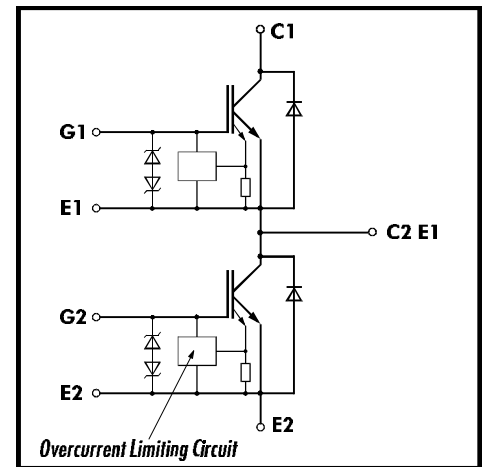 C1
G1
E1
C2 E1
G2
E2
E2
Overcurrent Limiting Circuit